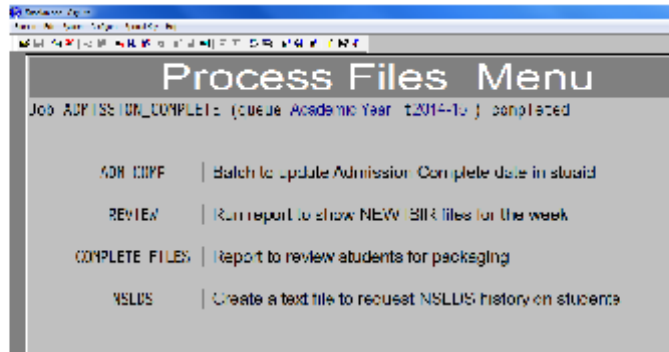 Process Files Menu
Job ADMISSION_COMPLETE (queue Academic Year t2014-15 ) completed
ADM COMP | Batch to update Admission Complete date in stuaid
REVIEW | Run report to show NEW ISIR files for the week
COMPLETE FILES | Report to review students for packaging
NSLDS | Create a text file to request NSLDS history on students